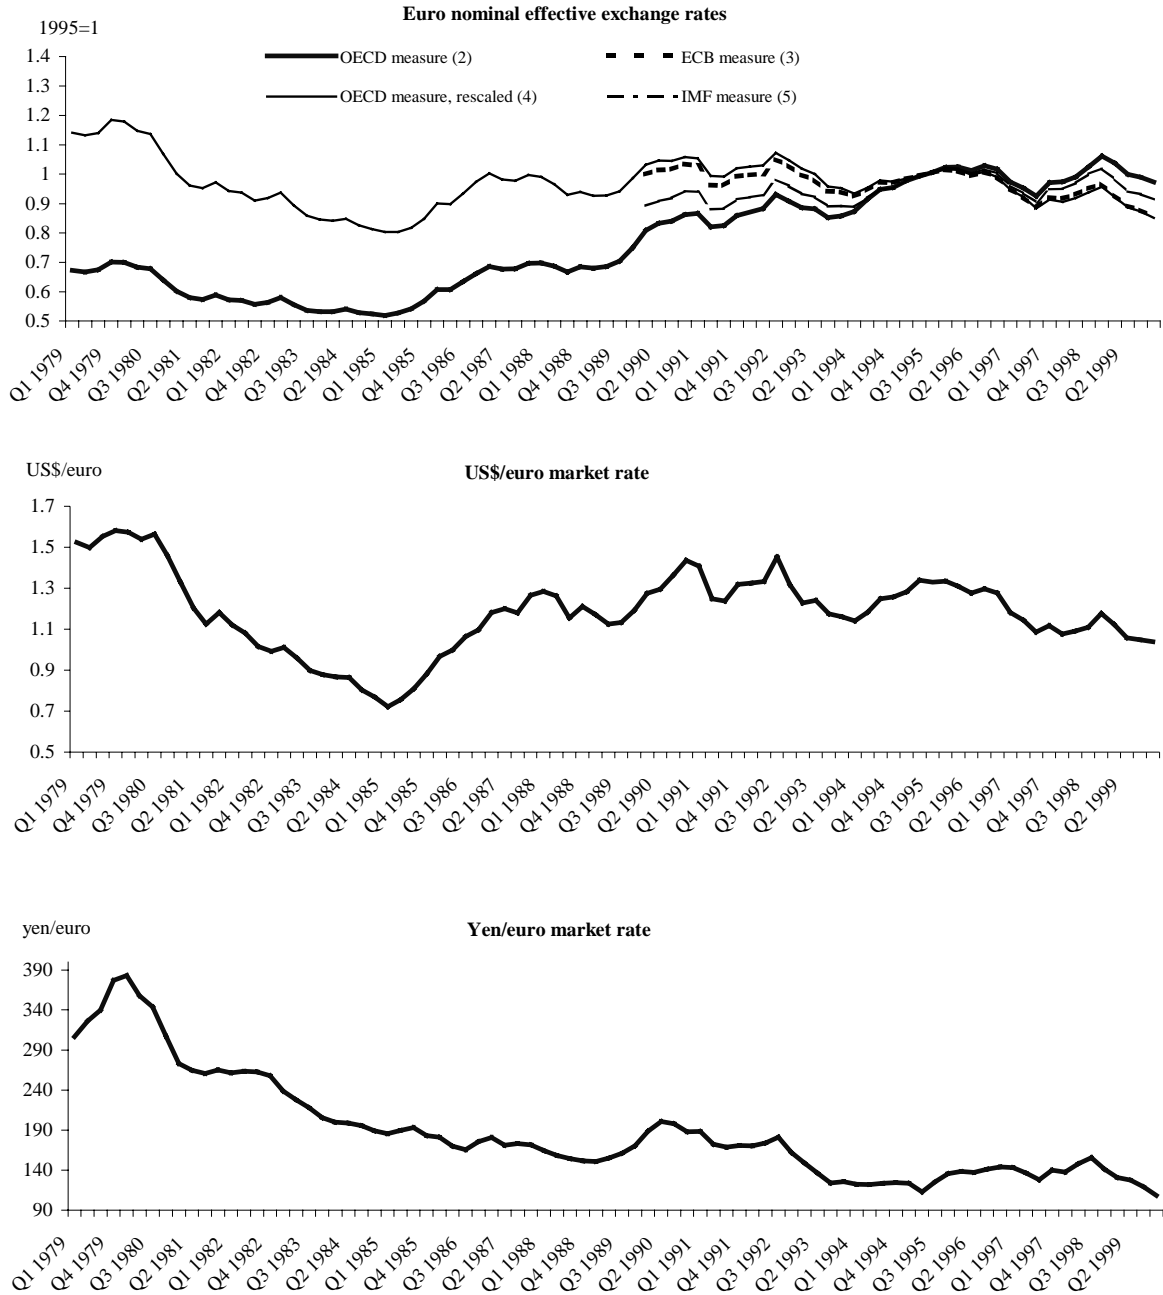 Euro nominal effective exchange rates
1995=1
OECD measure (2)
ECB measure (3)
OECD measure, rescaled (4)
IMF measure (5)
1.4
1.3
1.2
1.1
1
0.9
0.8
0.7
0.6
0.5
Q1 1979
Q4 1979
Q3 1980
Q2 1981
Q1 1982
Q4 1982
Q3 1983
Q2 1984
Q1 1985
Q4 1985
Q3 1986
Q2 1987
Q1 1988
Q4 1988
Q3 1989
Q2 1990
Q1 1991
Q4 1991
Q3 1992
Q2 1993
Q1 1994
Q4 1994
Q3 1995
Q2 1996
Q1 1997
Q4 1997
Q3 1998
Q2 1999
US$/euro
US$/euro market rate
1.7
1.5
1.3
1.1
0.9
0.7
0.5
Q1 1979
Q4 1979
Q3 1980
Q2 1981
Q1 1982
Q4 1982
Q3 1983
Q2 1984
Q1 1985
Q4 1985
Q3 1986
Q2 1987
Q1 1988
Q4 1988
Q3 1989
Q2 1990
Q1 1991
Q4 1991
Q3 1992
Q2 1993
Q1 1994
Q4 1994
Q3 1995
Q2 1996
Q1 1997
Q4 1997
Q3 1998
Q2 1999
yen/euro
Yen/euro market rate
390
340
290
240
190
140
90
Q1 1979
Q4 1979
Q3 1980
Q2 1981
Q1 1982
Q4 1982
Q3 1983
Q2 1984
Q1 1985
Q4 1985
Q3 1986
Q2 1987
Q1 1988
Q4 1988
Q3 1989
Q2 1990
Q1 1991
Q4 1991
Q3 1992
Q2 1993
Q1 1994
Q4 1994
Q3 1995
Q2 1996
Q1 1997
Q4 1997
Q3 1998
Q2 1999